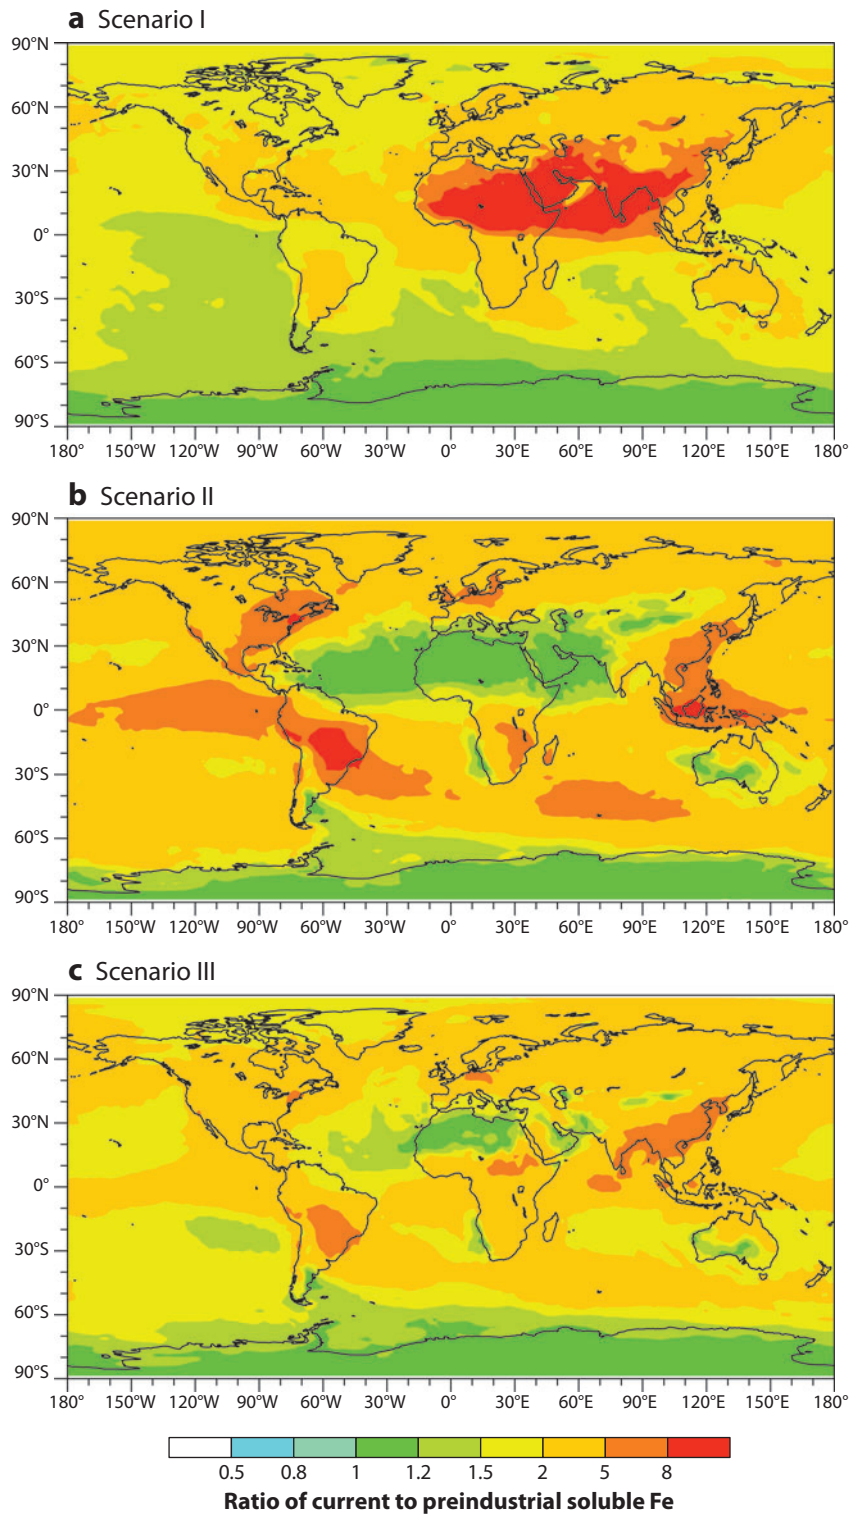 a Scenario I
90°N
60°N
30°N
0°
30°S
60°S
90°S
180° 150°W 120°W 90°W 60°W 30°W 0° 30°E 60°E 90°E 120°E 150°E 180°
b Scenario II
90°N
60°N
30°N
0°
30°S
60°S
90°S
180° 150°W 120°W 90°W 60°W 30°W 0° 30°E 60°E 90°E 120°E 150°E 180°
c Scenario III
90°N
60°N
30°N
0°
30°S
60°S
90°S
180° 150°W 120°W 90°W 60°W 30°W 0° 30°E 60°E 90°E 120°E 150°E 180°
0.5 0.8 1 1.2 1.5 2 5 8
Ratio of current to preindustrial soluble Fe